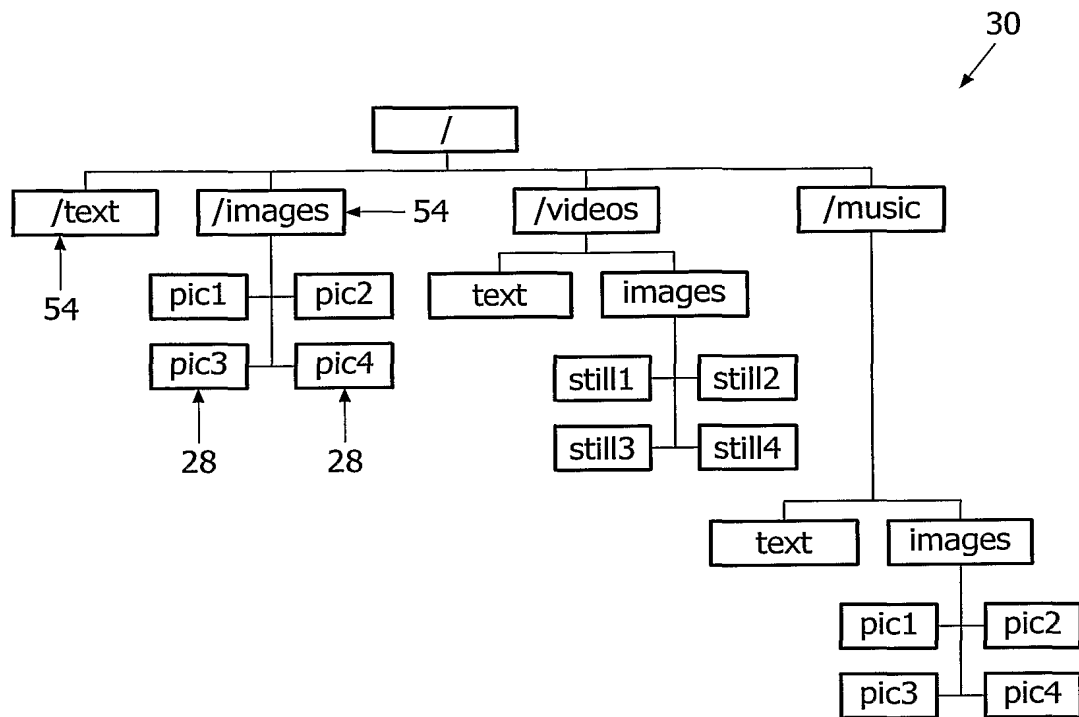 30
/
/text
/images
54
/videos
/music
54
pic1
pic2
pic3
pic4
28
28
text
images
still1
still2
still3
still4
text
images
pic1
pic2
pic3
pic4